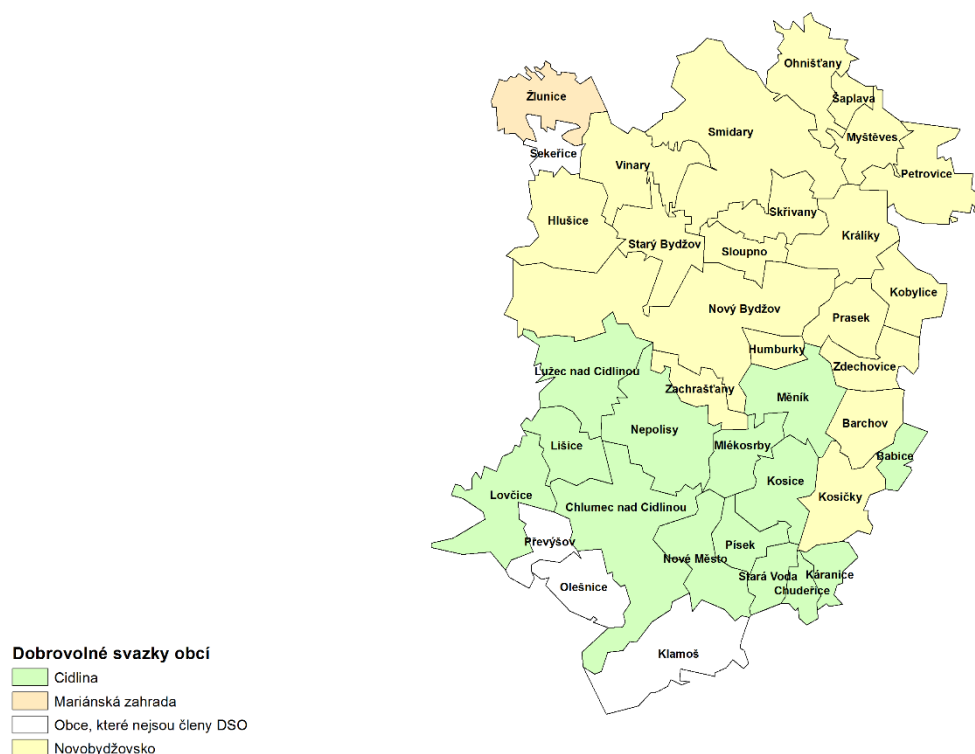 Ohnišťany
Žlunice
Šaplava
Smidary
Myštěves
Sekeřice
Vinary
Petrovice
Skřivany
Hlušice
Králíky
Starý Bydžov
Sloupno
Kobylice
Nový Bydžov
Prasek
Humburky
Zdechovice
Lužec nad Cidlinou
Zachrašťany
Měník
Barchov
Nepolisy
Lišice
Mlékosrby
Babice
Kosice
Lovčice
Kosičky
Chlumec nad Cidlinou
Převýšov
Písek
Nové Město
Stará Voda
Káranice
Olešnice
Chudeřice
Klamoš
Dobrovolné svazky obcí
Cidlina
Mariánská zahrada
Obce, které nejsou členy DSO
Novobydžovsko